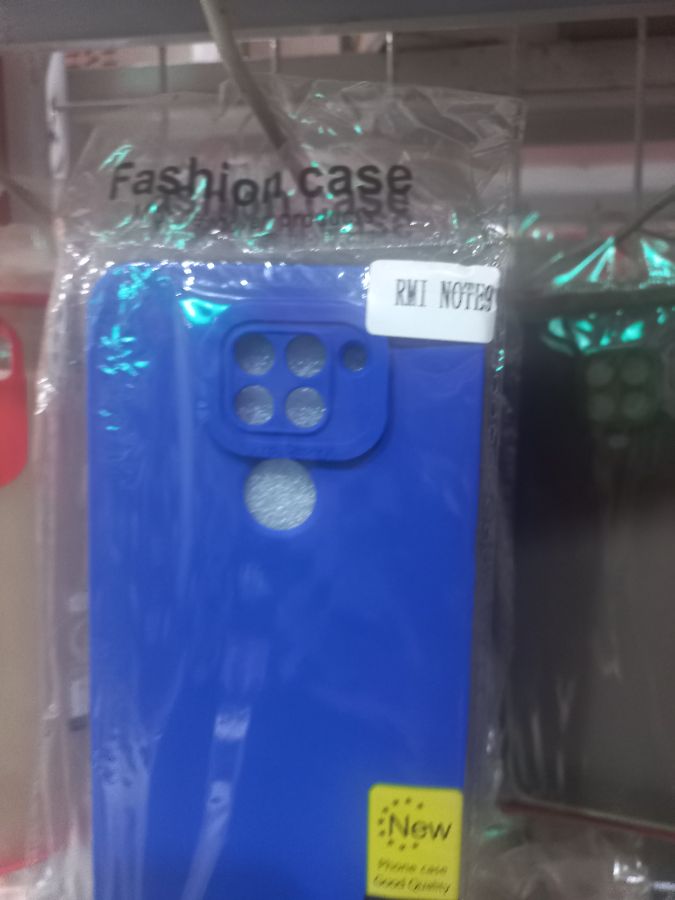 Fashion case
RMI NOTE9
New
Phone case
Good Quality